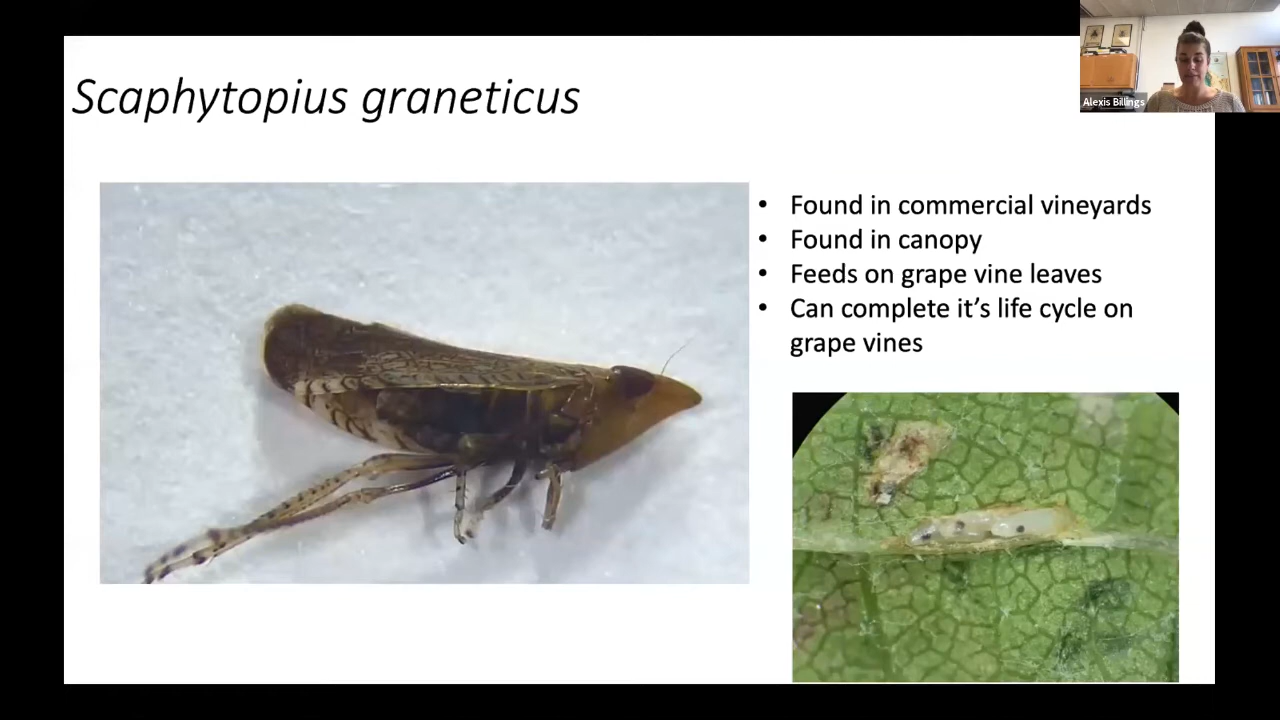 Scaphytopius graneticus
Alexis Billings
• Found in commercial vineyards
• Found in canopy
• Feeds on grape vine leaves
• Can complete it’s life cycle on
grape vines